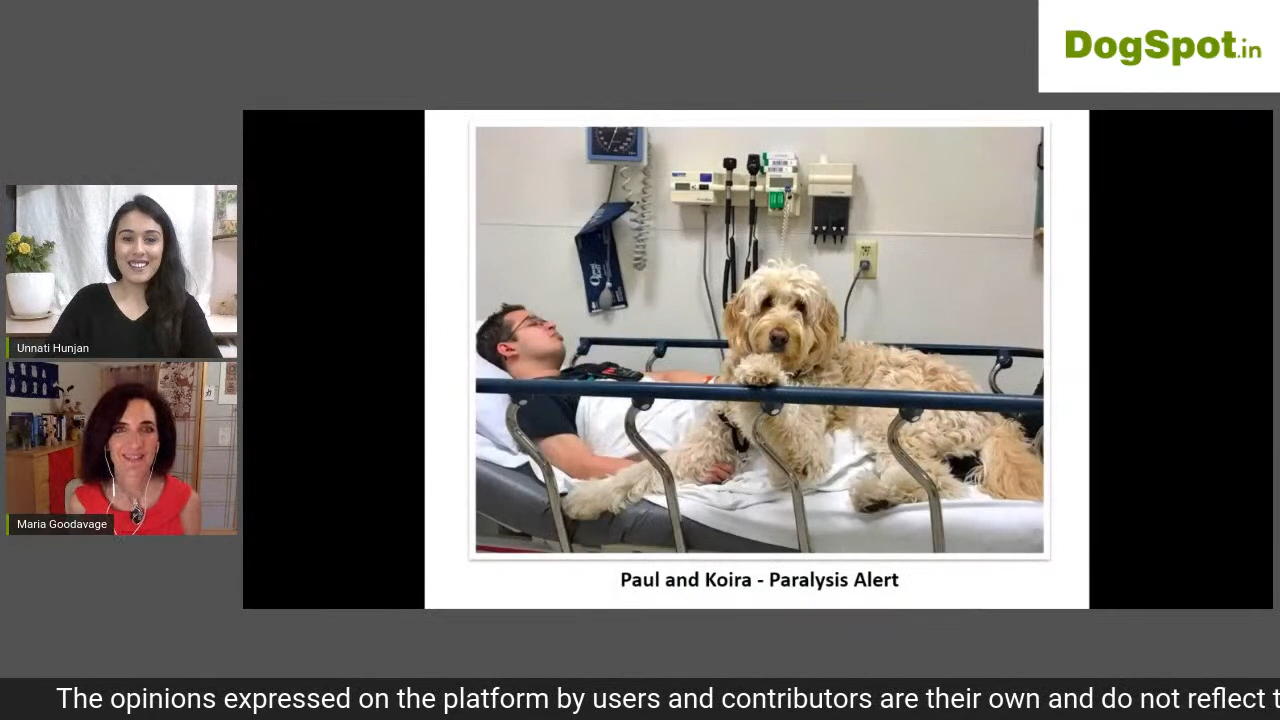 DogSpot.in
Unnati Hunjan
Maria Goodavage
Paul and Koira - Paralysis Alert
The opinions expressed on the platform by users and contributors are their own and do not reflect t